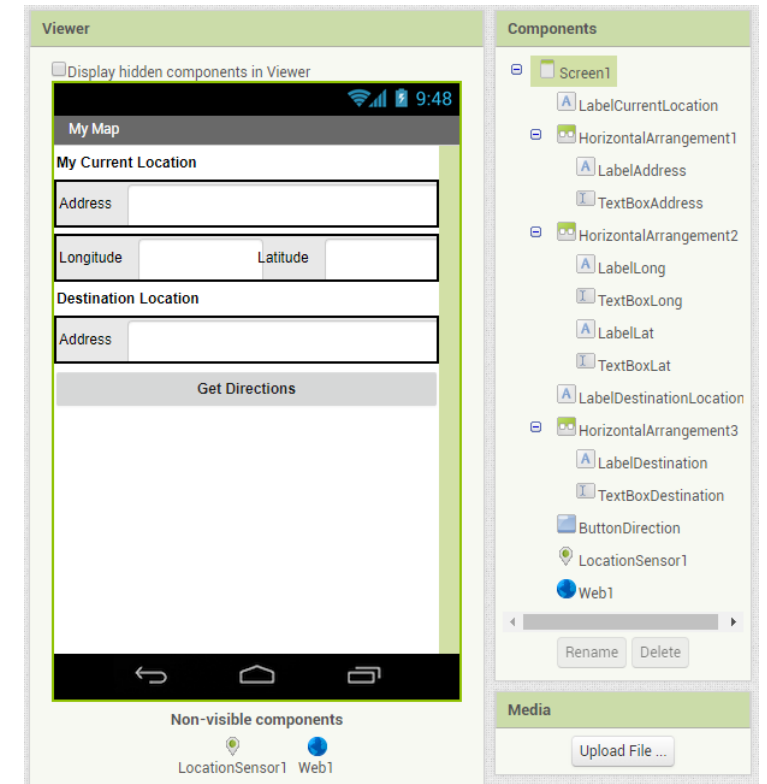 Viewer
Display hidden components in Viewer
9:48
My Map
My Current Location
Address
Longitude Latitude
Destination Location
Address
Get Directions
Non-visible components
LocationSensor1 Web1
Components
Screen1
A LabelCurrentLocation
HorizontalArrangement1
A LabelAddress
TextBoxAddress
HorizontalArrangement2
A LabelLong
TextBoxLong
A LabelLat
TextBoxLat
A LabelDestinationLocation
HorizontalArrangement3
A LabelDestination
TextBoxDestination
ButtonDirection
LocationSensor1
Web1
Rename Delete
Media
Upload File ...